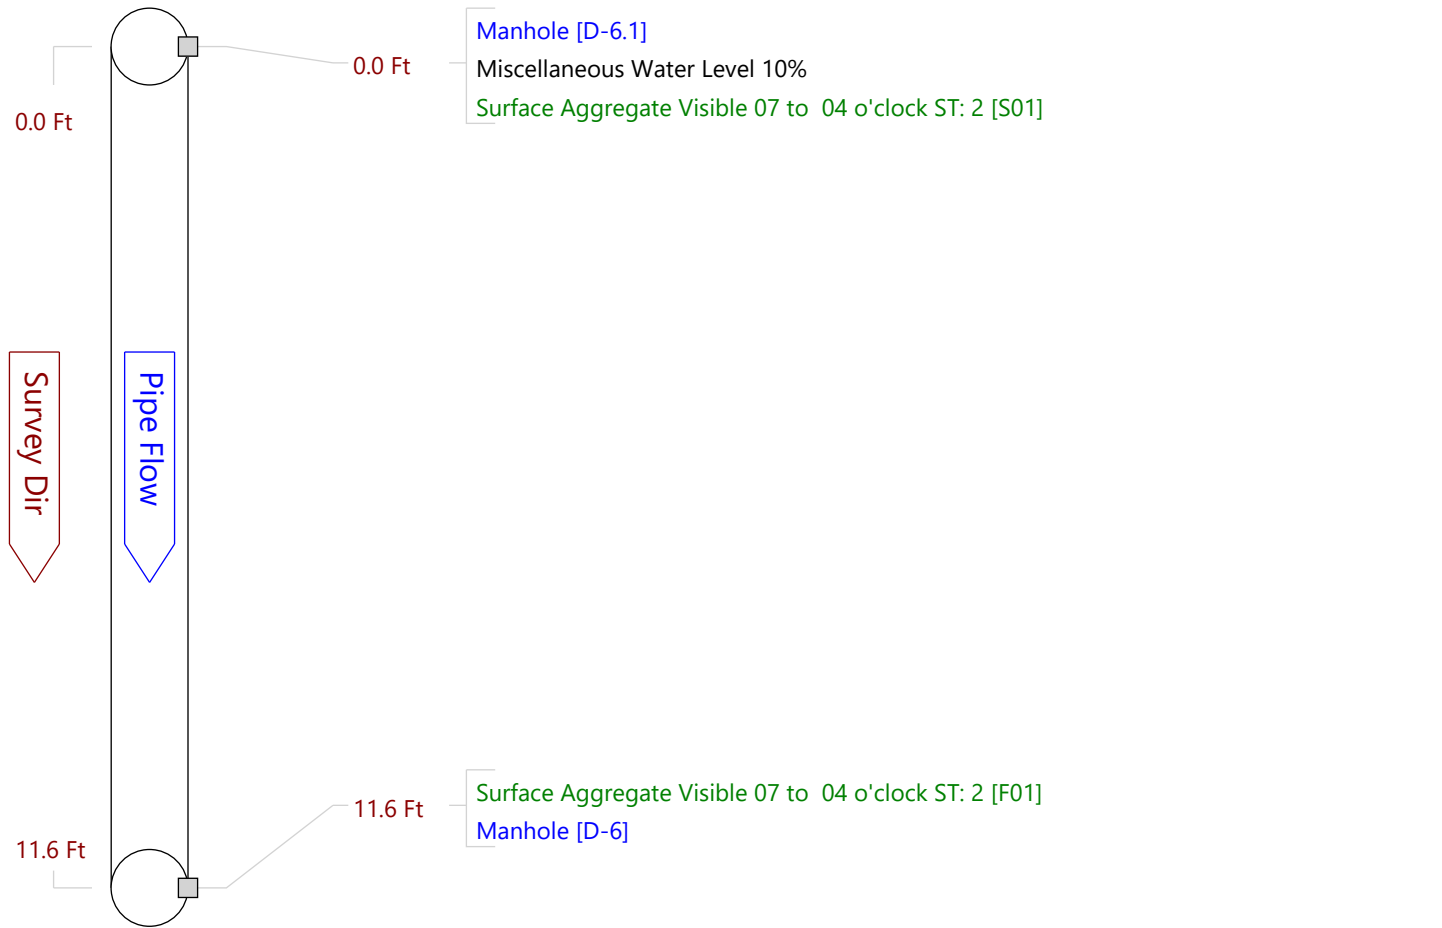 Manhole [D-6.1]
0.0 Ft
Miscellaneous Water Level 10%
Surface Aggregate Visible 07 to  04 o'clock ST: 2 [S01]
0.0 Ft
Survey Dir
Pipe Flow
Surface Aggregate Visible 07 to  04 o'clock ST: 2 [F01]
11.6 Ft
Manhole [D-6]
11.6 Ft